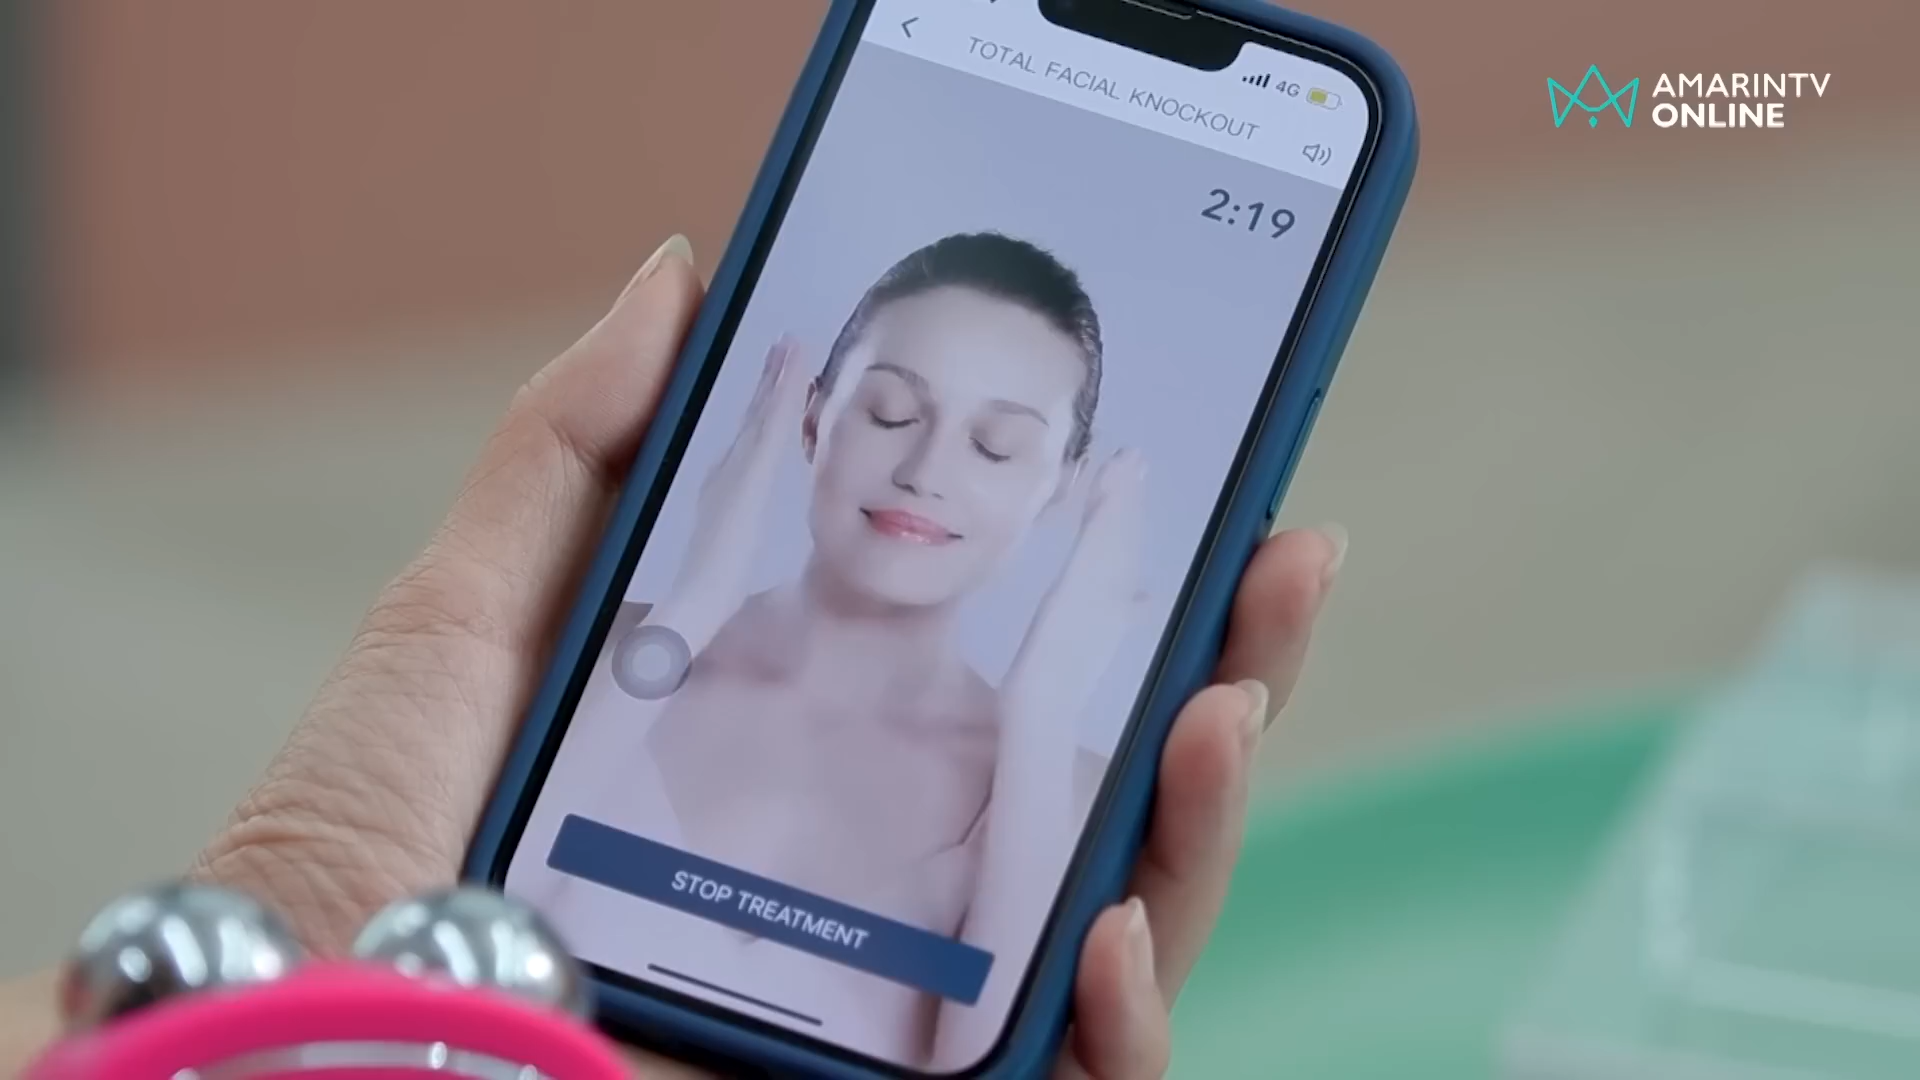 4G
TOTAL FACIAL KNOCKOUT
2:19
STOP TREATMENT
AMARINTV
ONLINE